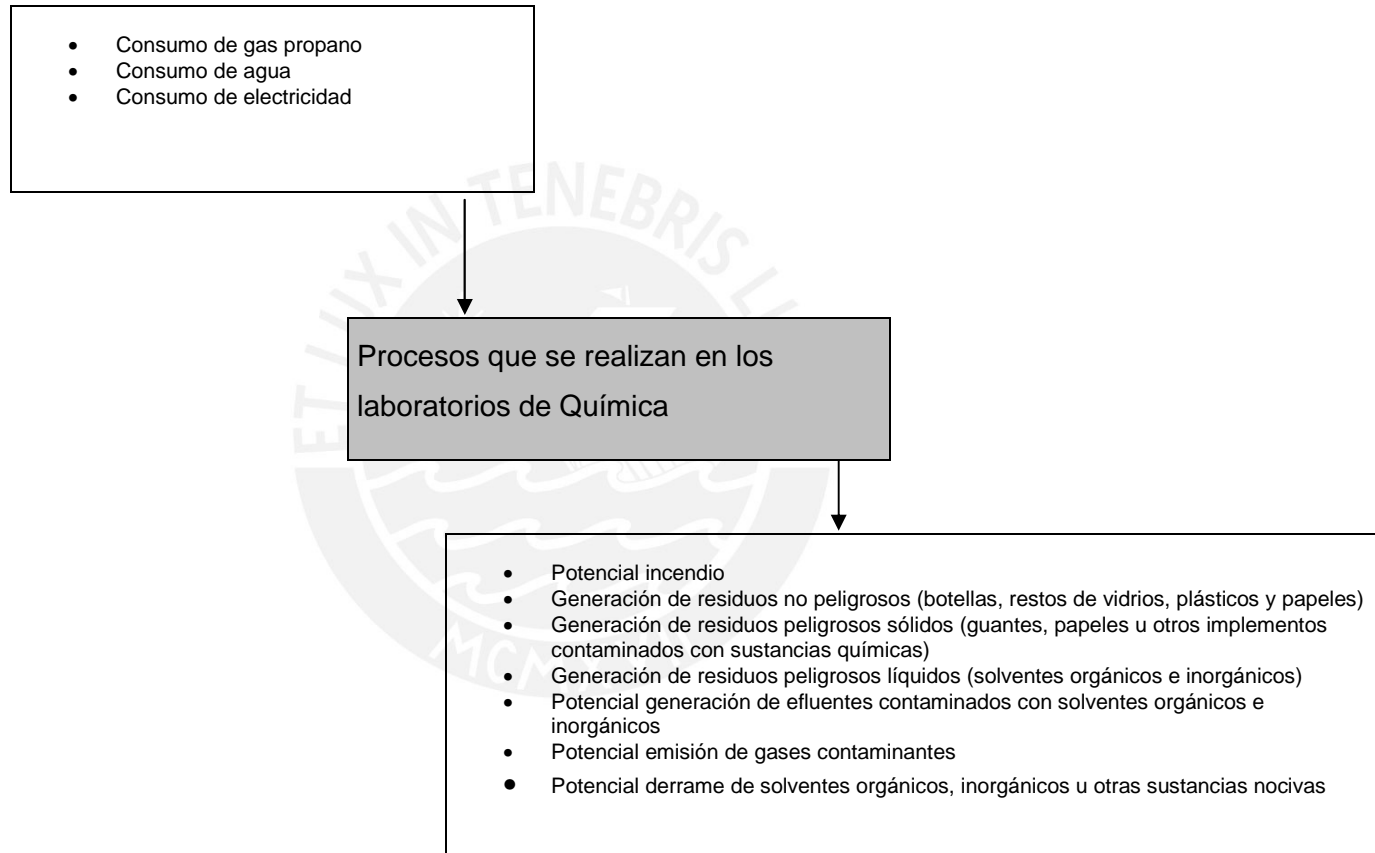 • Consumo de gas propano
• Consumo de agua
• Consumo de electricidad
ET LUX IN TENEBRIS
Procesos que se realizan en los
laboratorios de Química
• Potencial incendio
• Generación de residuos no peligrosos (botellas, restos de vidrios, plásticos y papeles)
• Generación de residuos peligrosos sólidos (guantes, papeles u otros implementos
contaminados con sustancias químicas)
• Generación de residuos peligrosos líquidos (solventes orgánicos e inorgánicos)
• Potencial generación de efluentes contaminados con solventes orgánicos e
inorgánicos
• Potencial emisión de gases contaminantes
• Potencial derrame de solventes orgánicos, inorgánicos u otras sustancias nocivas